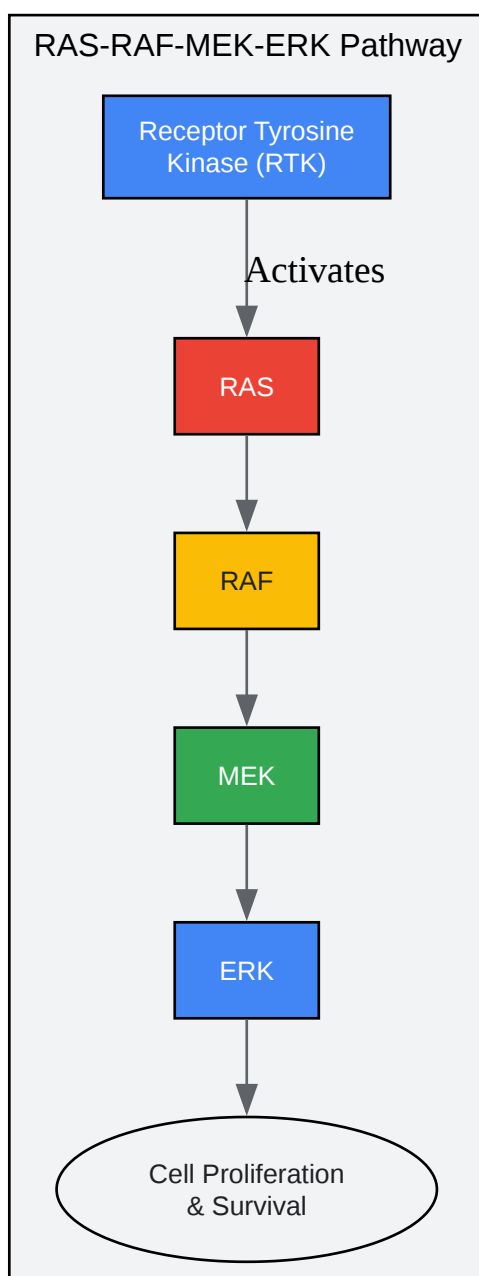 RAS-RAF-MEK-ERK Pathway
Receptor Tyrosine
Kinase (RTK)
Activates
RAS
RAF
MEK
ERK
Cell Proliferation
& Survival